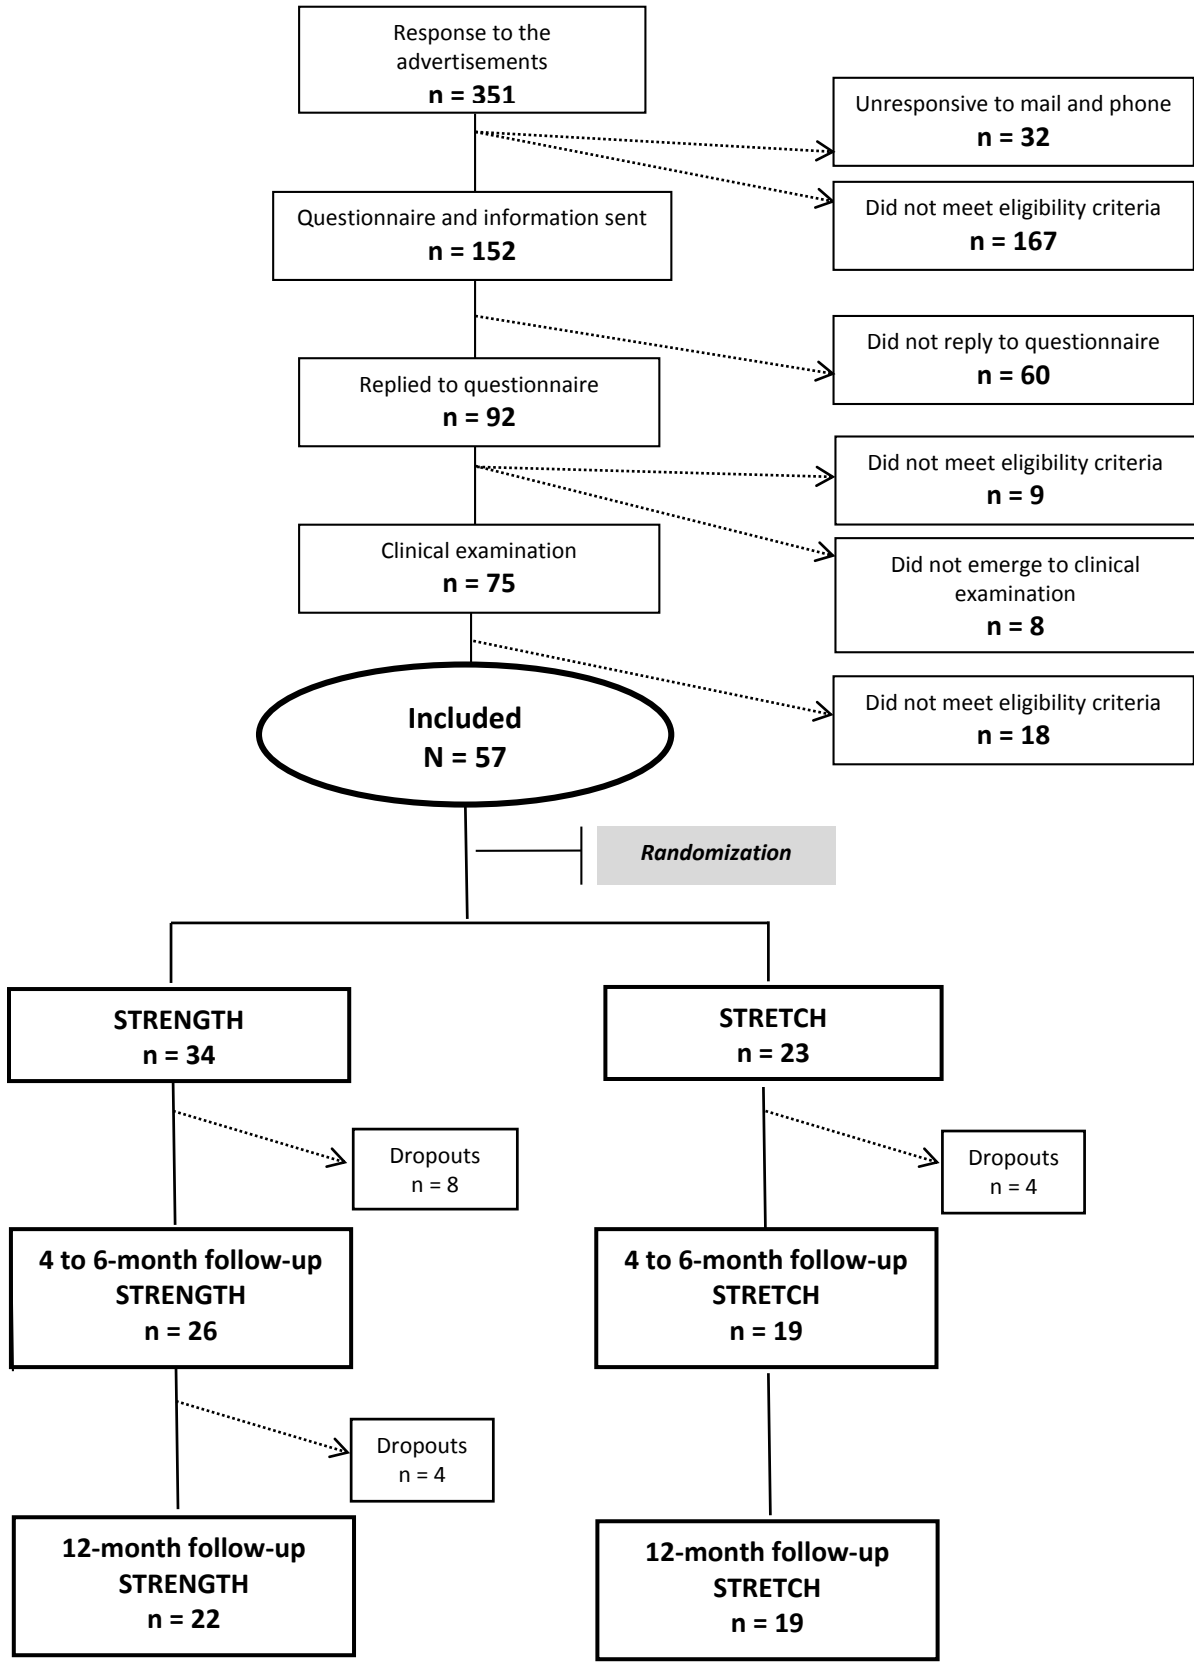 Response to the
advertisements
n = 351
Unresponsive to mail and phone
n = 32
Did not meet eligibility criteria
n = 167
Questionnaire and information sent
n = 152
Did not reply to questionnaire
n = 60
Replied to questionnaire
n = 92
Did not meet eligibility criteria
n = 9
Did not emerge to clinical
examination
n = 8
Clinical examination
n = 75
Did not meet eligibility criteria
n = 18
Included
N = 57
Randomization
STRENGTH
n = 34
STRETCH
n = 23
Dropouts
n = 8
Dropouts
n = 4
4 to 6-month follow-up
STRENGTH
n = 26
4 to 6-month follow-up
STRETCH
n = 19
Dropouts
n = 4
12-month follow-up
STRENGTH
n = 22
12-month follow-up
STRETCH
n = 19